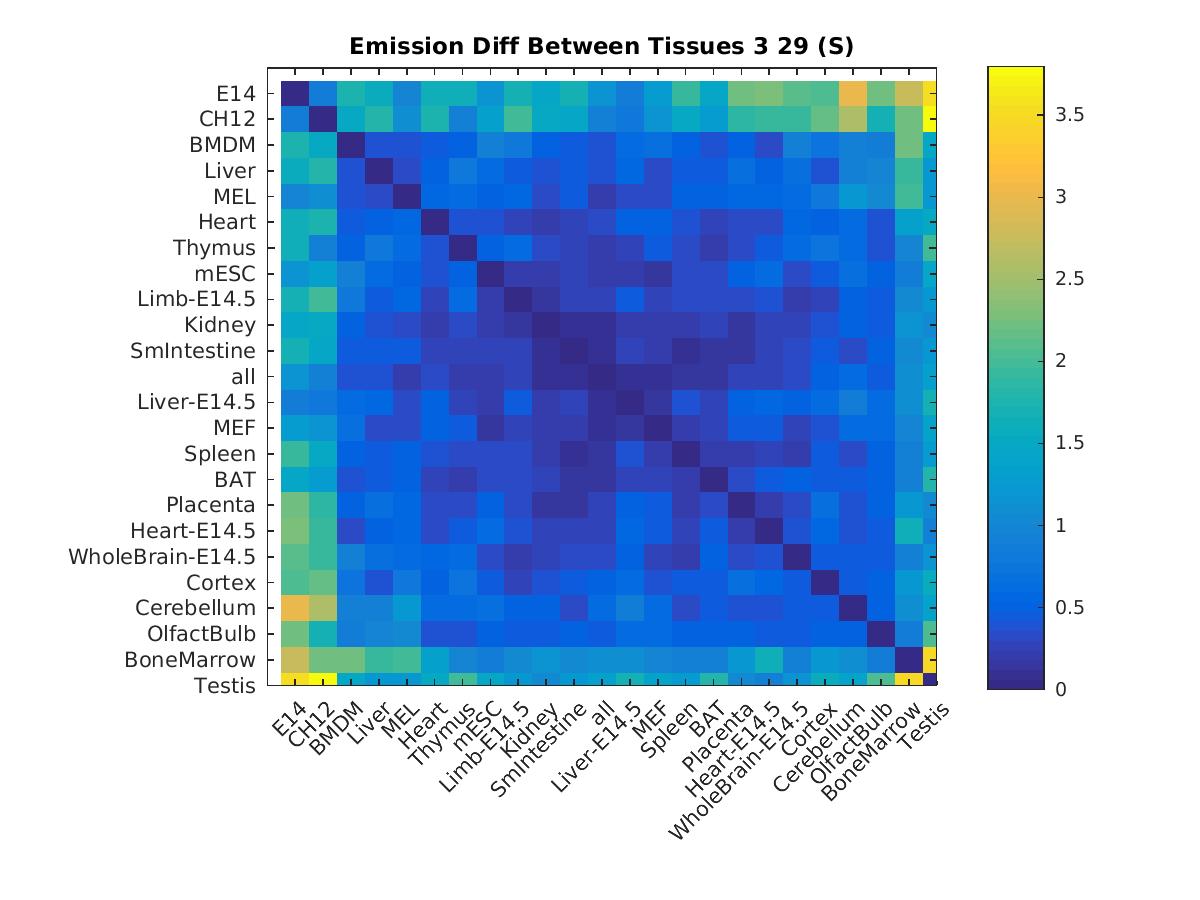 Emission Diff Between Tissues 3 29 (S)
E14
CH12
BMDM
Liver
MEL
Heart
Thymus
mESC
Limb-E14.5
Kidney
SmIntestine
all
Liver-E14.5
MEF
Spleen
BAT
Placenta
Heart-E14.5
WholeBrain-E14.5
Cortex
Cerebellum
OlfactBulb
BoneMarrow
Testis
E14
CH12
BMDM
Liver
MEL
Heart
Thymus
mESC
Limb-E14.5
Kidney
SmIntestine
all
Liver-E14.5
MEF
Spleen
BAT
Placenta
Heart-E14.5
WholeBrain-E14.5
Cortex
Cerebellum
OlfactBulb
BoneMarrow
Testis
3.5
3
2.5
2
1.5
1
0.5
0